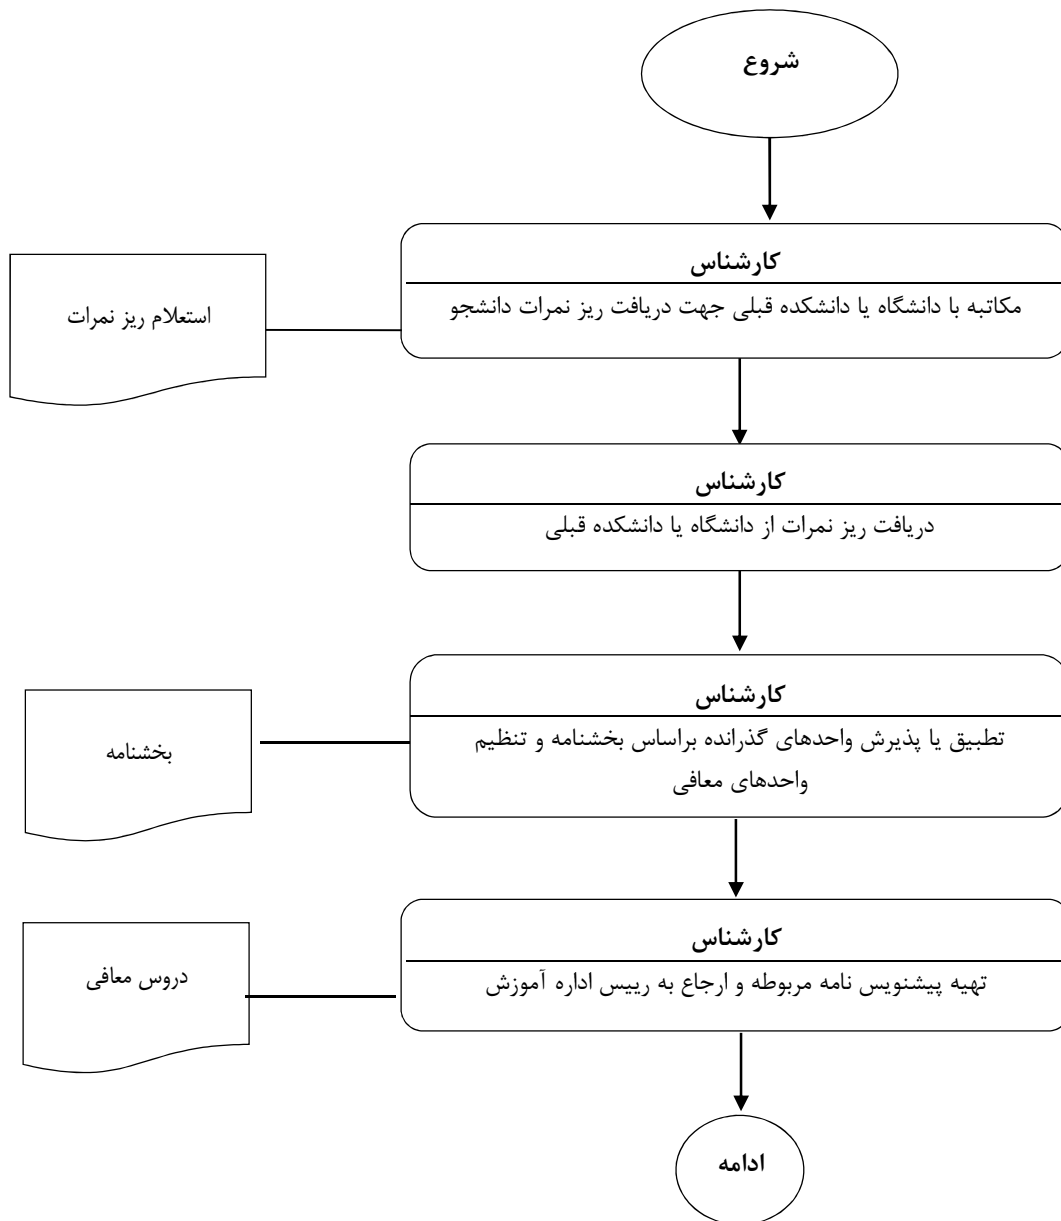 شروع
کارشناس
مکاتبه با دانشگاه یا دانشکده قبلی جهت دریافت ریز نمرات دانشجو
استعلام ریز نمرات
کارشناس
دریافت ریز نمرات از دانشگاه یا دانشکده قبلی
کارشناس
تطبیق یا پذیرش واحدهای گذرانده براساس بخشنامه و تنظیم
واحدهای معافی
بخشنامه
کارشناس
تهیه پیشنویس نامه مربوطه و ارجاع به رییس اداره آموزش
دروس معافی
ادامه